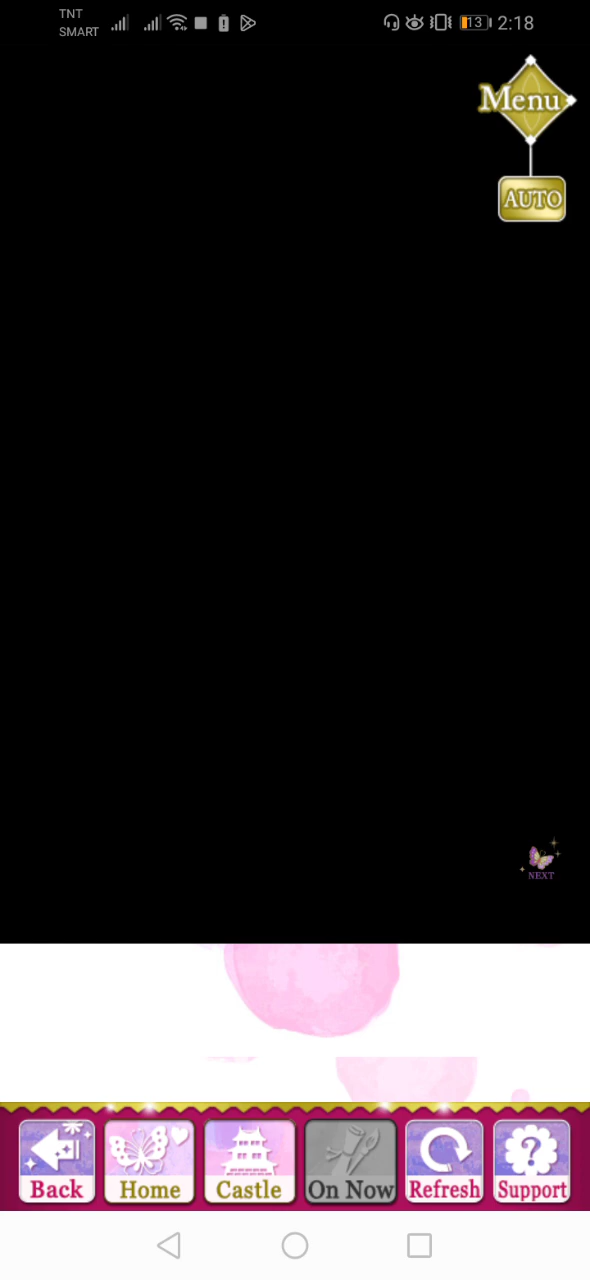 TNT
SMART
13
2:18
Menu
AUTO
NEXT
Back
Home
Castle
On Now
Refresh
Support